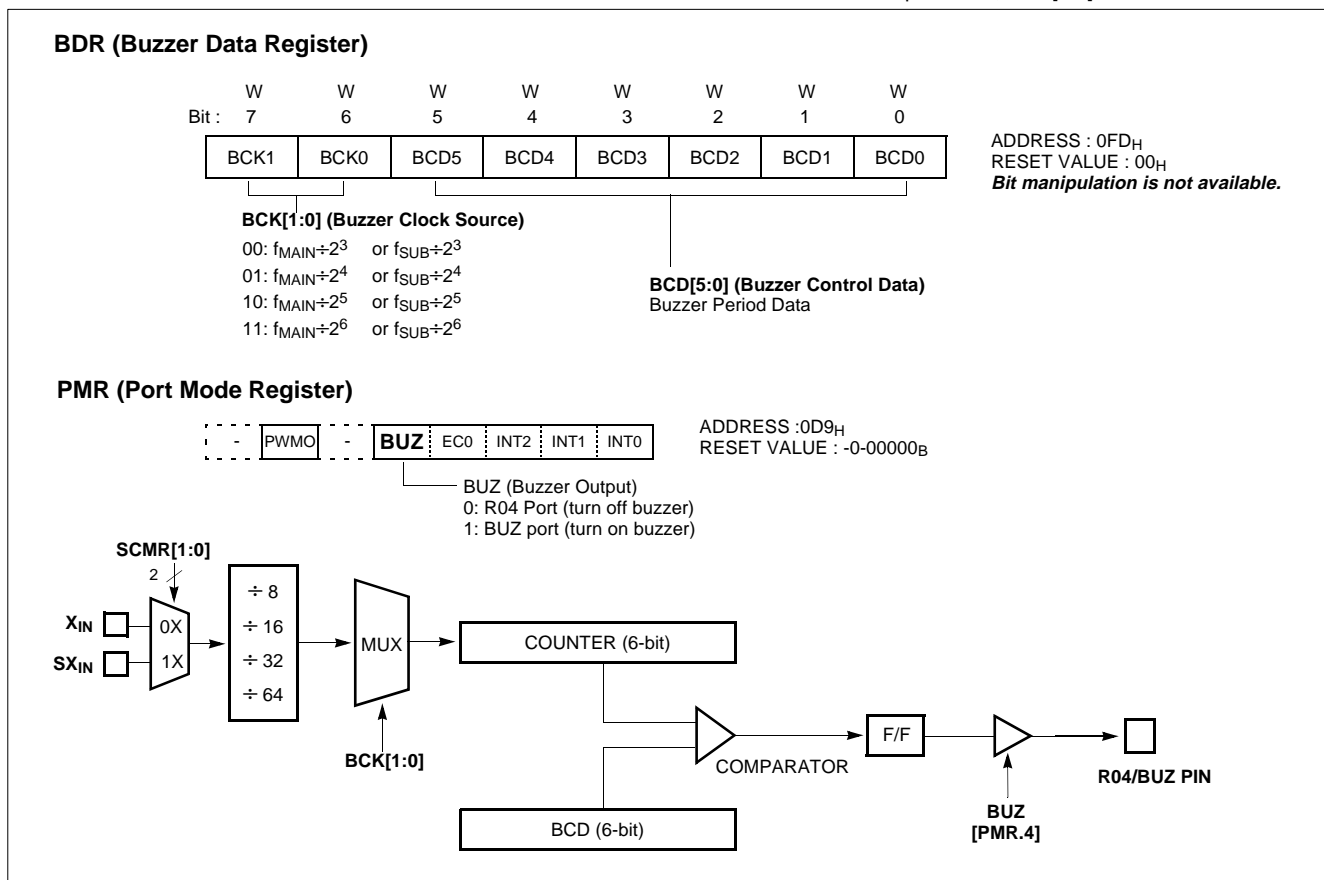 BDR (Buzzer Data Register)
W W W W W W W W
Bit : 7 6 5 4 3 2 1 0
BCK1 BCK0 BCD5 BCD4 BCD3 BCD2 BCD1 BCD0
ADDRESS : 0FDH
RESET VALUE : 00H
Bit manipulation is not available.
BCK[1:0] (Buzzer Clock Source)
00: fMAIN÷2³ or fSUB÷2³
01: fMAIN÷2⁴ or fSUB÷2⁴
10: fMAIN÷2⁵ or fSUB÷2⁵
11: fMAIN÷2⁶ or fSUB÷2⁶
BCD[5:0] (Buzzer Control Data)
Buzzer Period Data
PMR (Port Mode Register)
- PWMO - BUZ EC0 INT2 INT1 INT0
ADDRESS :0D9H
RESET VALUE : -0-00000B
BUZ (Buzzer Output)
0: R04 Port (turn off buzzer)
1: BUZ port (turn on buzzer)
SCMR[1:0]
2
XIN
SXIN
0X
1X
÷ 8
÷ 16
÷ 32
÷ 64
MUX
BCK[1:0]
COUNTER (6-bit)
COMPARATOR
BCD (6-bit)
F/F
BUZ
[PMR.4]
R04/BUZ PIN